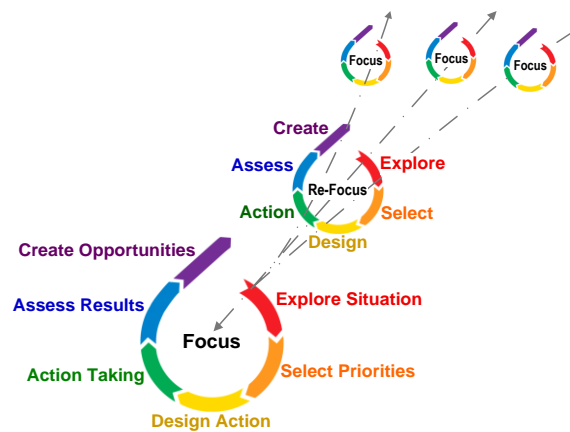 Focus
Focus
Focus
Create
Assess
Explore
Re-Focus
Action
Select
Design
Create Opportunities
Assess Results
Explore Situation
Focus
Action Taking
Select Priorities
Design Action